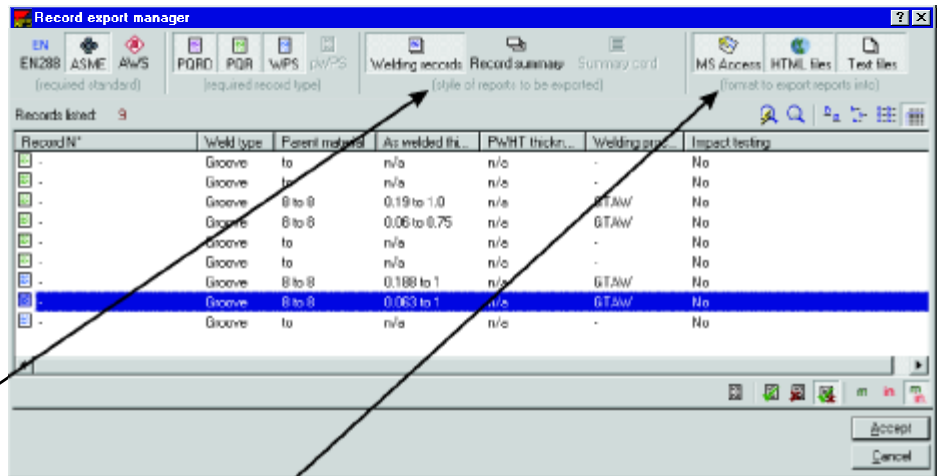 Record export manager
EN
EN288 ASME AWS PQRD PQR WPS pWPS Welding records Record summary Summary card MS Access HTML files Text files
(required standard) (required record type) (style of reports to be exported) (format to export reports into)
Records listed: 9
Record N° Weld type Parent material As welded thi... PWHT thickn... Welding proc... Impact testing
- Groove to n/a n/a - No
- Groove to n/a n/a - No
- Groove 8 to 8 0.19 to 1.0 n/a GTAW No
- Groove 8 to 8 0.06 to 0.75 n/a GTAW No
- Groove to n/a n/a - No
- Groove to n/a n/a - No
- Groove 8 to 8 0.188 to 1 n/a GTAW No
- Groove 8 to 8 0.063 to 1 n/a GTAW No
- Groove to n/a n/a - No
m in
Accept
Cancel